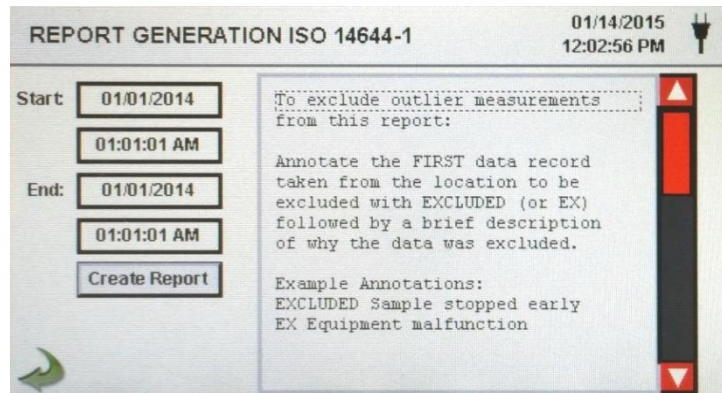 REPORT GENERATION ISO 14644-1
01/14/2015
12:02:56 PM
Start:
01/01/2014
01:01:01 AM
End:
01/01/2014
01:01:01 AM
Create Report
To exclude outlier measurements
from this report:
Annotate the FIRST data record
taken from the location to be
excluded with EXCLUDED (or EX)
followed by a brief description
of why the data was excluded.
Example Annotations:
EXCLUDED Sample stopped early
EX Equipment malfunction